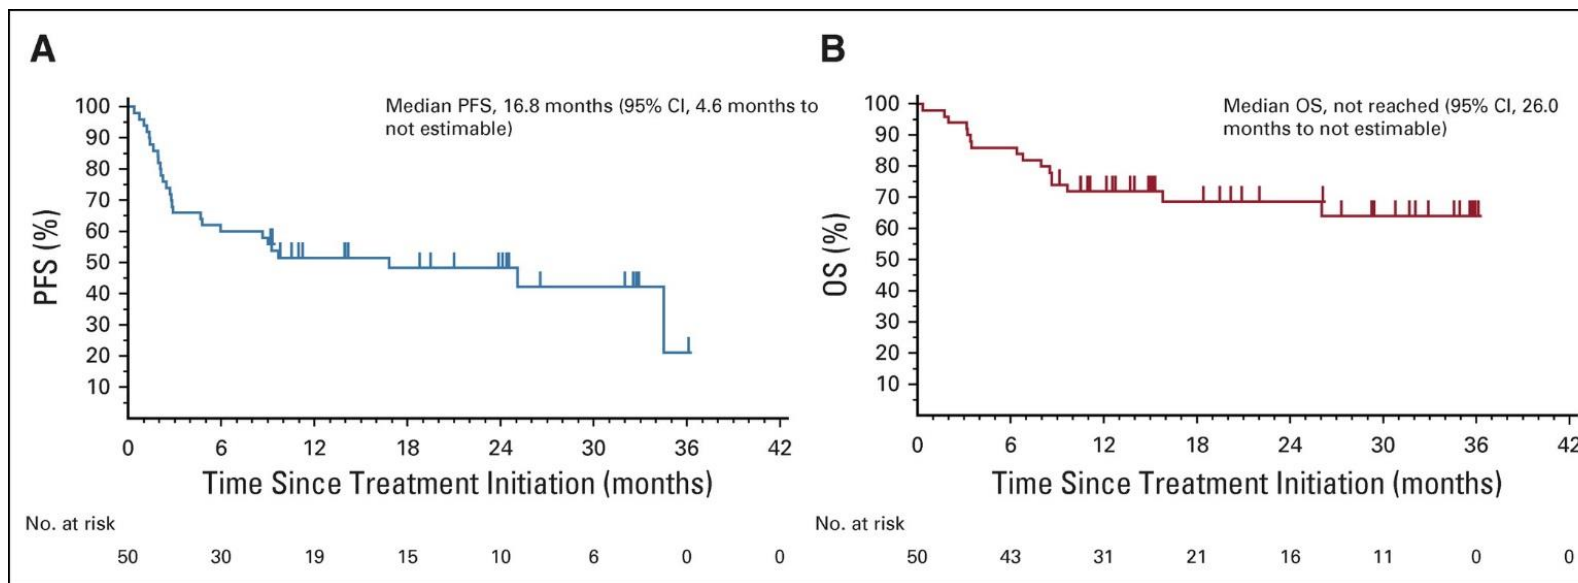 A
Median PFS, 16.8 months (95% CI, 4.6 months to
not estimable)
PFS (%)
100
90
80
70
60
50
40
30
20
10
0 6 12 18 24 30 36 42
Time Since Treatment Initiation (months)
No. at risk
50 30 19 15 10 6 0 0
B
Median OS, not reached (95% CI, 26.0
months to not estimable)
OS (%)
100
90
80
70
60
50
40
30
20
10
0 6 12 18 24 30 36 42
Time Since Treatment Initiation (months)
No. at risk
50 43 31 21 16 11 0 0